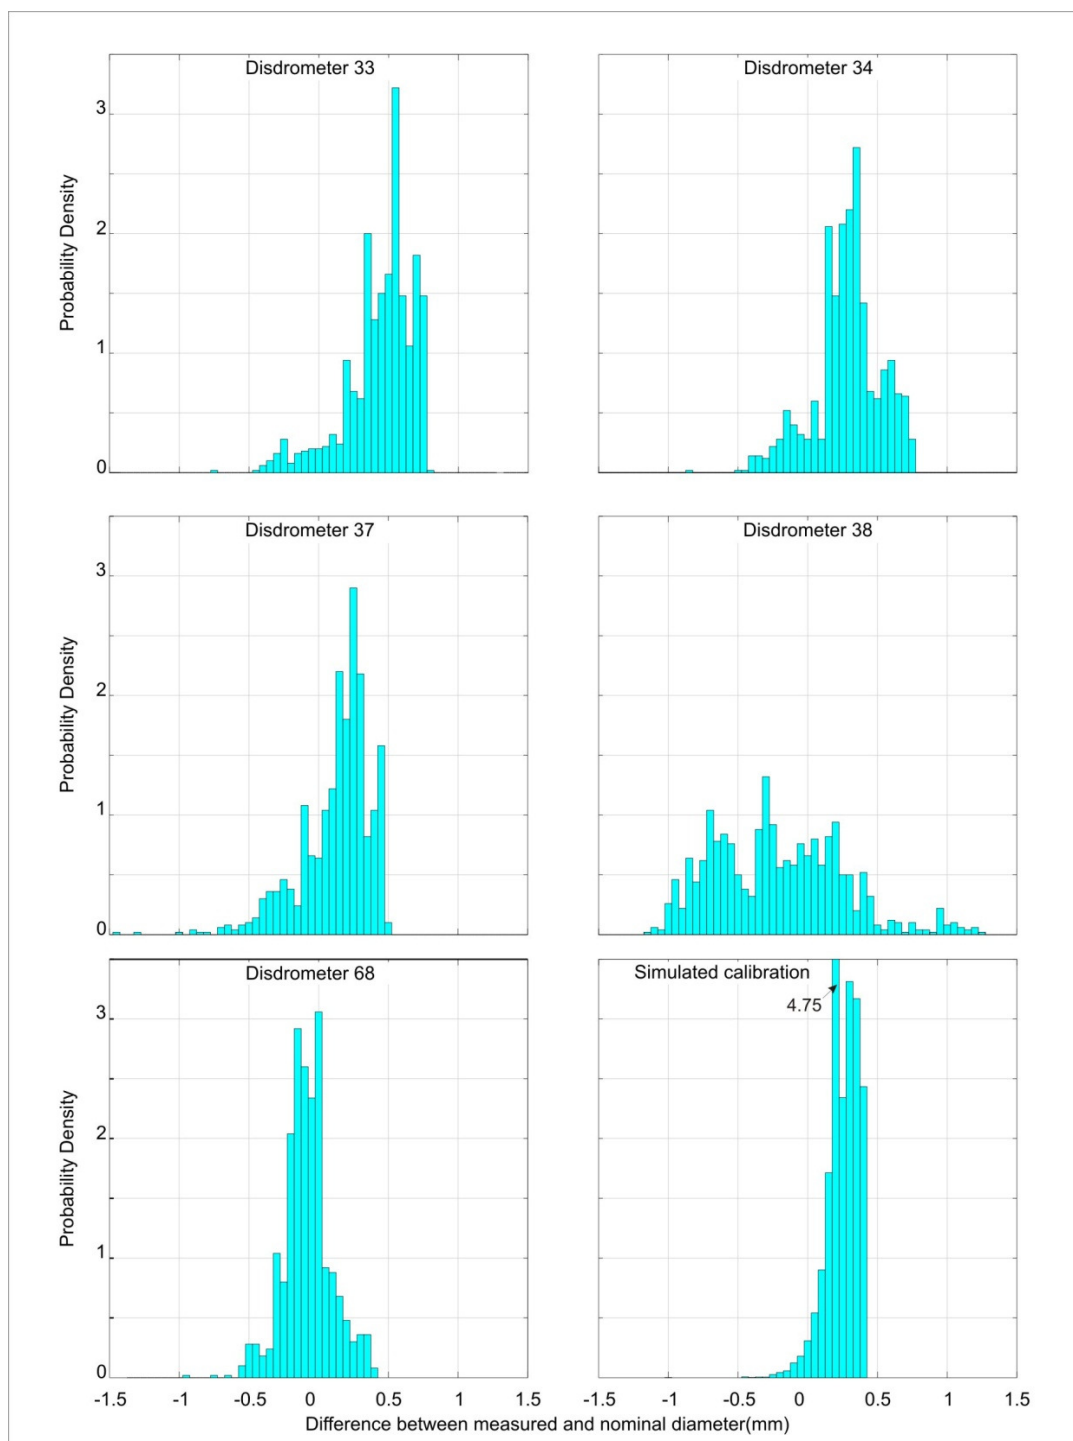 Disdrometer 33
Disdrometer 34
3
2
1
0
Probability Density
Disdrometer 37
Disdrometer 38
3
2
1
0
Probability Density
Disdrometer 68
Simulated calibration
4.75
3
2
1
0
Probability Density
-1.5 -1 -0.5 0 0.5 1 1.5
-1.5 -1 -0.5 0 0.5 1 1.5
Difference between measured and nominal diameter(mm)